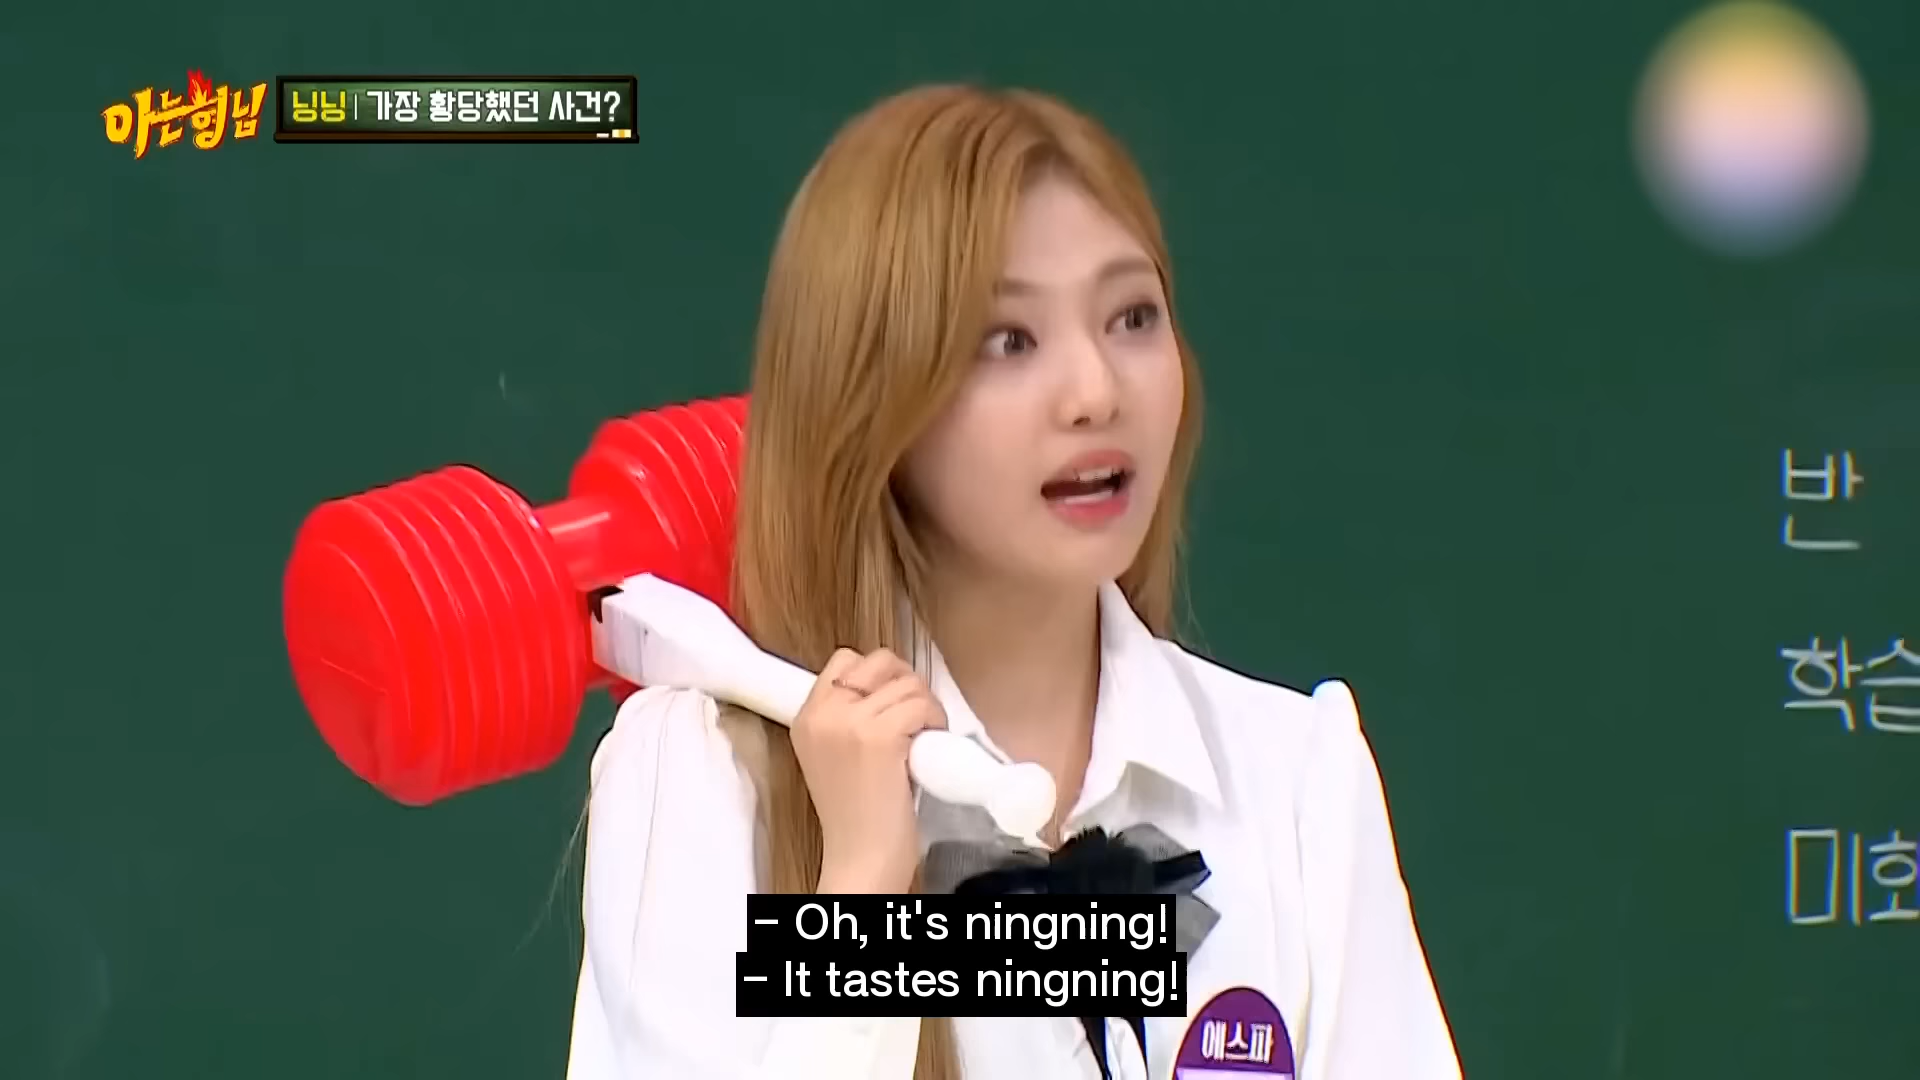 아는형님
닝닝 | 가장 황당했던 사건?
반
학습
미화
– Oh, it's ningning!
– It tastes ningning!
에스파